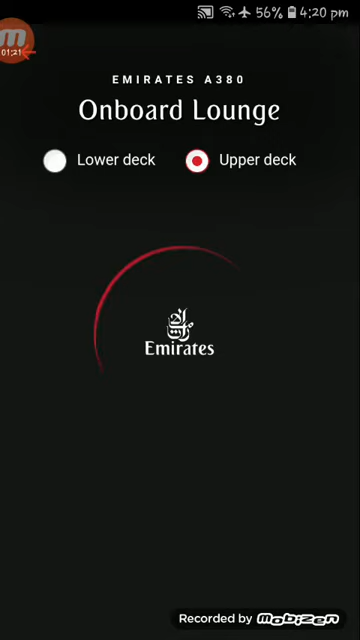 56% 4:20 pm
M
01:21
EMIRATES A380
Onboard Lounge
Lower deck Upper deck
Emirates
Recorded by mobizen